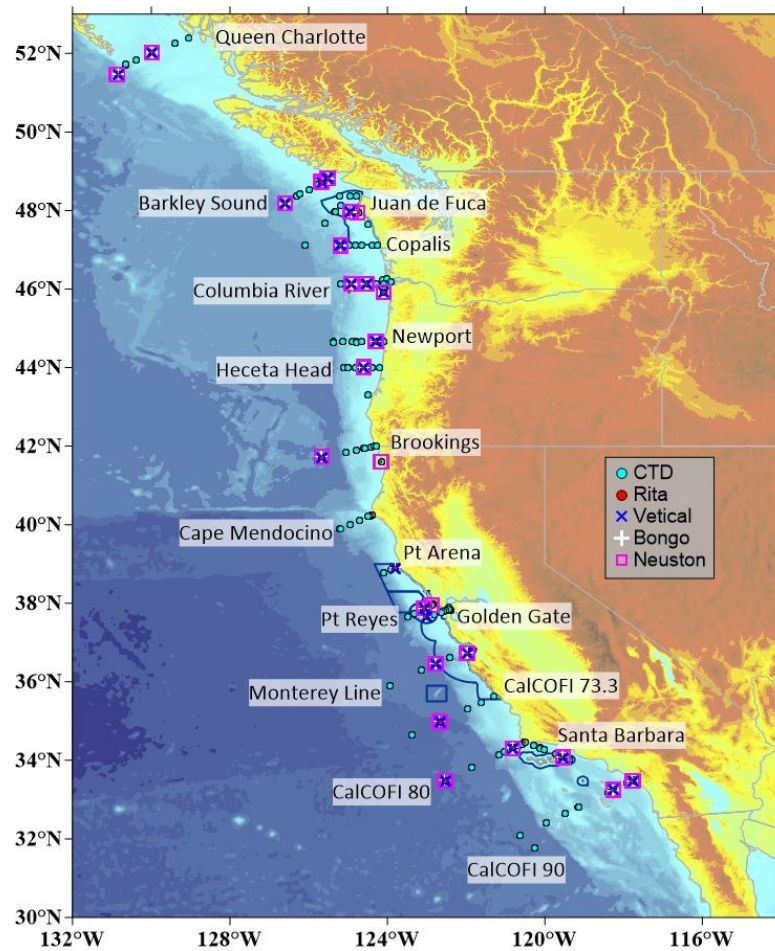 52°N
Queen Charlotte
50°N
48°N
Barkley Sound
Juan de Fuca
Copalis
46°N
Columbia River
Newport
44°N
Heceta Head
42°N
Brookings
CTD
Rita
Vetical
Bongo
Neuston
40°N
Cape Mendocino
Pt Arena
38°N
Pt Reyes
Golden Gate
36°N
Monterey Line
CalCOFI 73.3
Santa Barbara
34°N
CalCOFI 80
32°N
CalCOFI 90
30°N
132°W
128°W
124°W
120°W
116°W